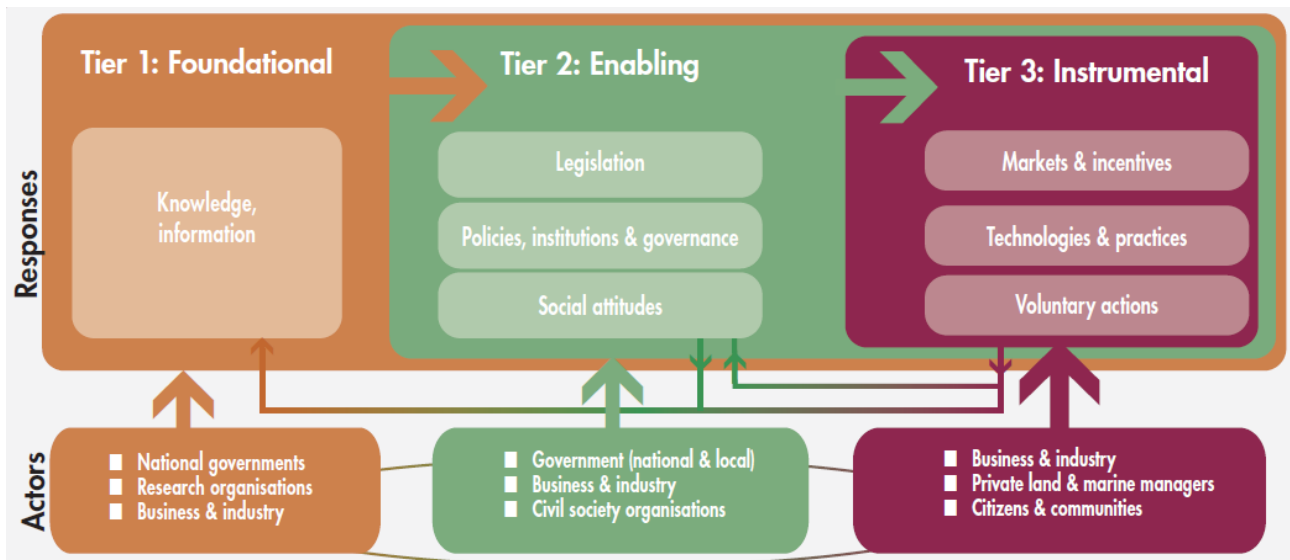 Responses
Tier 1: Foundational
Knowledge,
information
Tier 2: Enabling
Legislation
Policies, institutions & governance
Social attitudes
Tier 3: Instrumental
Markets & incentives
Technologies & practices
Voluntary actions
Actors
National governments
Research organisations
Business & industry
Government (national & local)
Business & industry
Civil society organisations
Business & industry
Private land & marine managers
Citizens & communities